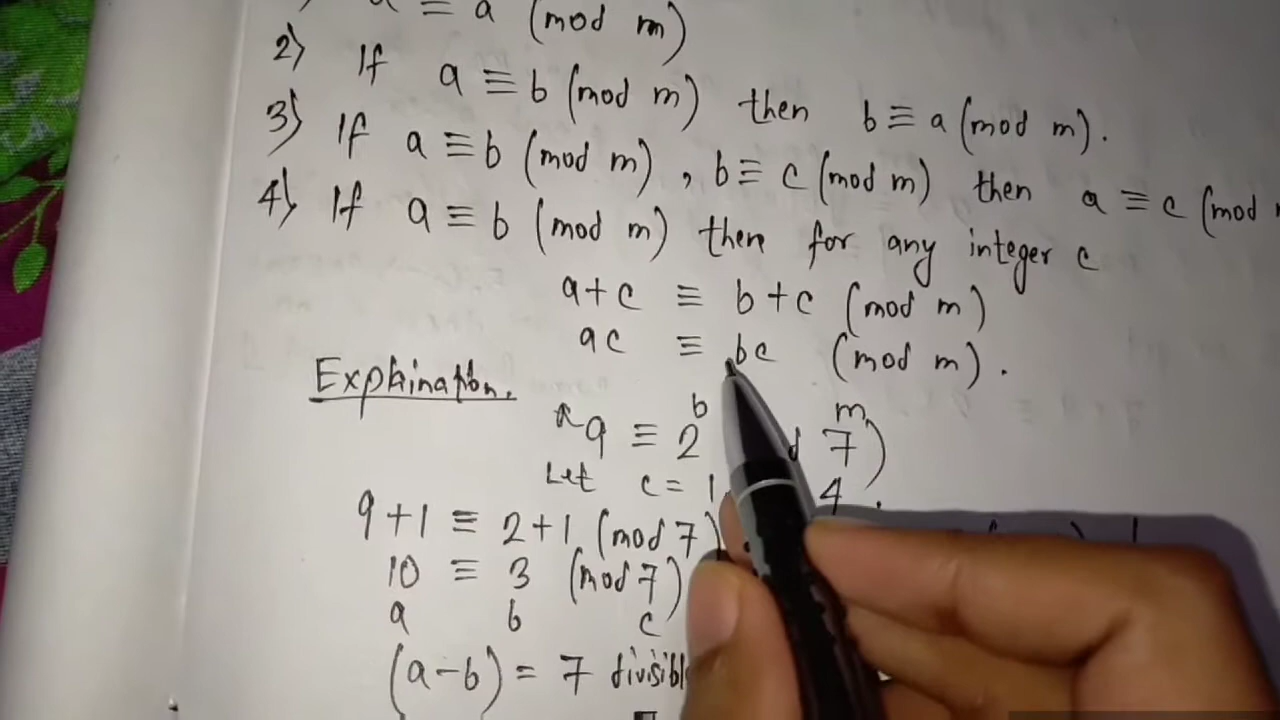 a ≡ a (mod m)
2) If a ≡ b (mod m) then b ≡ a (mod m).
3) If a ≡ b (mod m), b ≡ c (mod m) then a ≡ c (mod
4) If a ≡ b (mod m) then for any integer c
a+c ≡ b+c (mod m)
ac ≡ bc (mod m).
Explaination.
b m
a 9 ≡ 2 d 7)
Let c = 1 4.
9+1 ≡ 2+1 (mod 7)
10 ≡ 3 (mod 7)
a b c
(a-b) = 7 divisibl